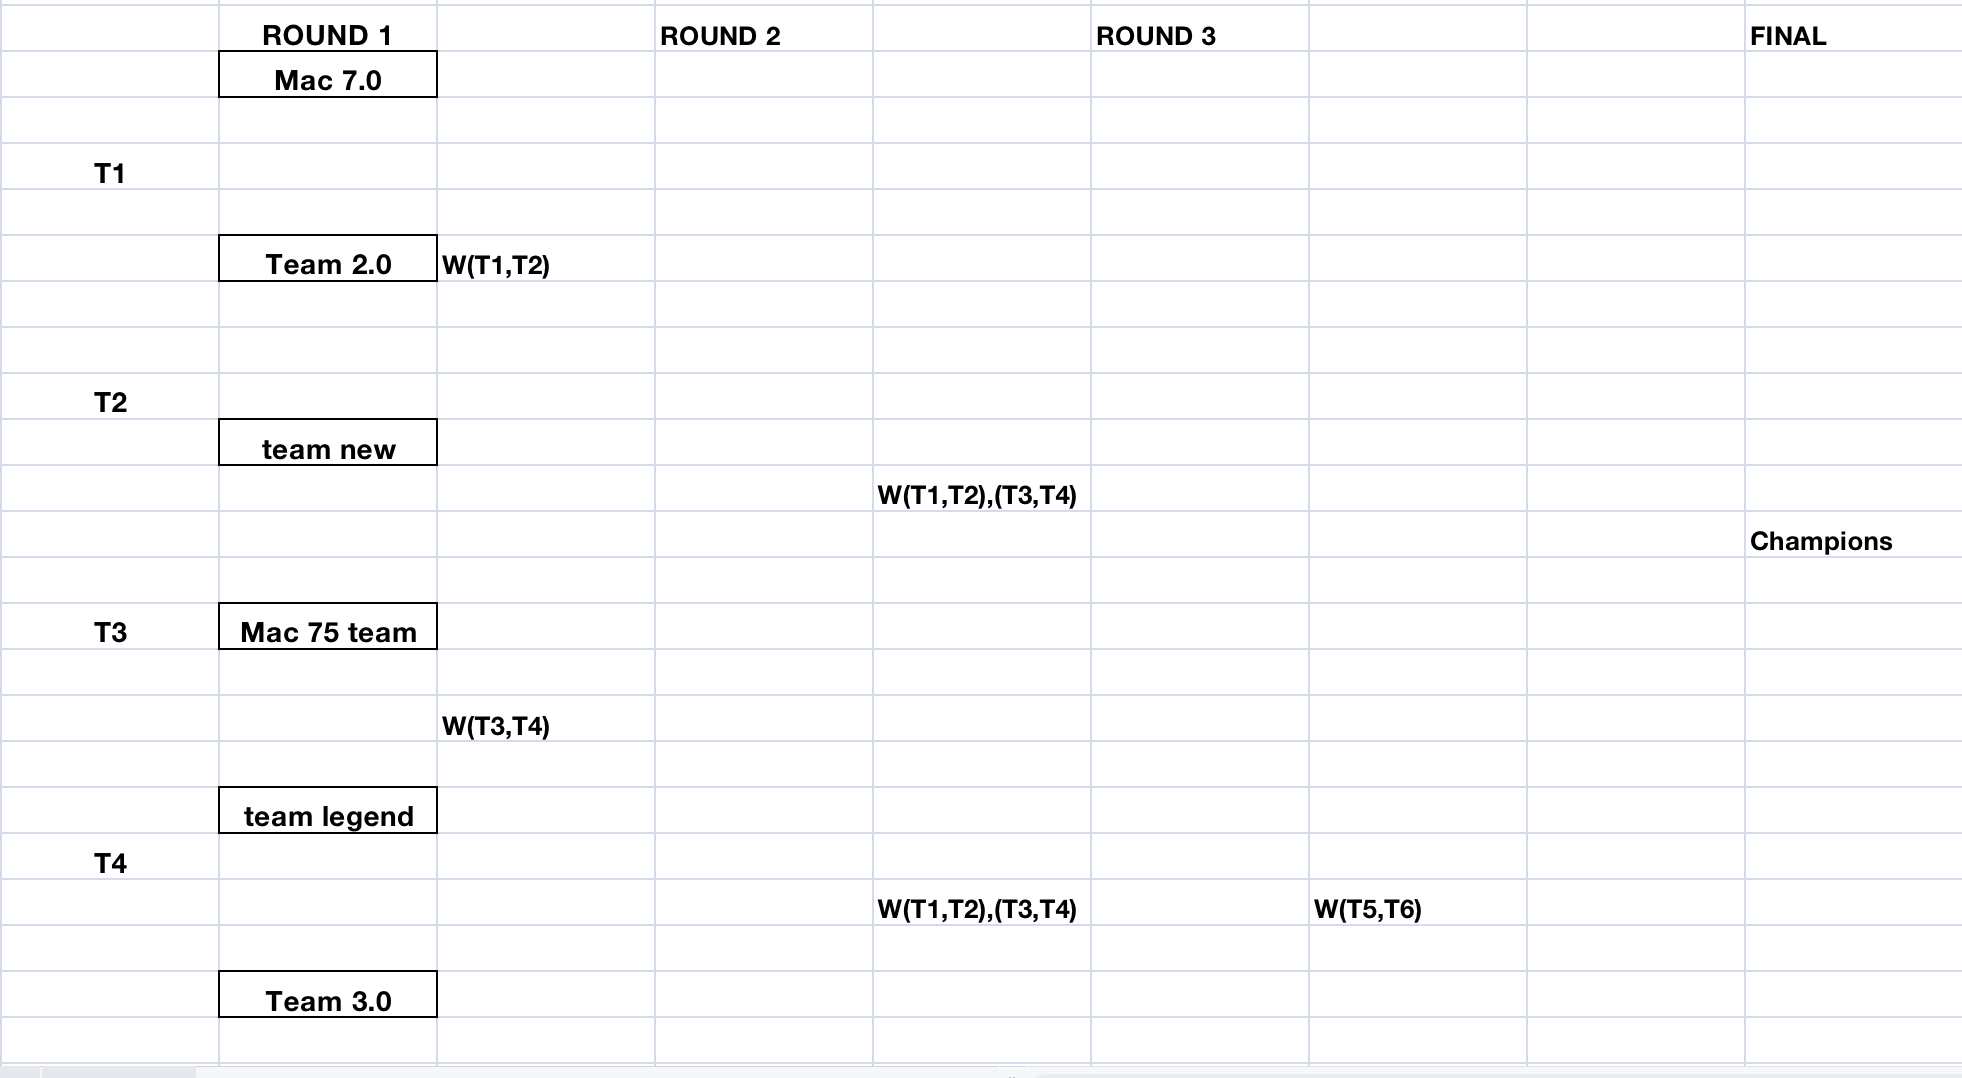 ROUND 1 ROUND 2 ROUND 3 FINAL
Mac 7.0
T1
Team 2.0 W(T1,T2)
T2
team new
W(T1,T2),(T3,T4)
Champions
T3 Mac 75 team
W(T3,T4)
team legend
T4
W(T1,T2),(T3,T4) W(T5,T6)
Team 3.0